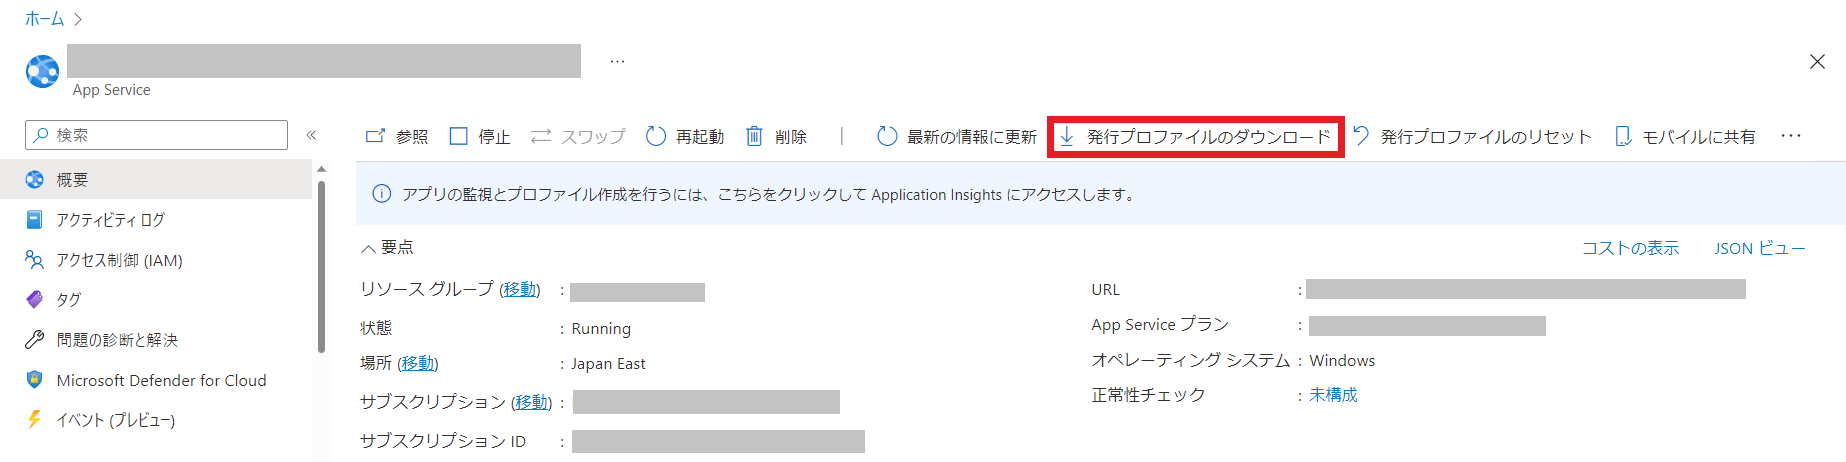 ホーム
…
App Service
検索
参照 停止 スワップ 再起動 削除 | 最新の情報に更新 発行プロファイルのダウンロード 発行プロファイルのリセット モバイルに共有 …
概要
アクティビティ ログ
アクセス制御 (IAM)
タグ
問題の診断と解決
Microsoft Defender for Cloud
イベント (プレビュー)
アプリの監視とプロファイル作成を行うには、こちらをクリックして Application Insights にアクセスします。
要点
コストの表示 JSON ビュー
リソース グループ (移動) :
状態 : Running
場所 (移動) : Japan East
サブスクリプション (移動) :
サブスクリプション ID :
URL :
App Service プラン :
オペレーティング システム : Windows
正常性チェック : 未構成